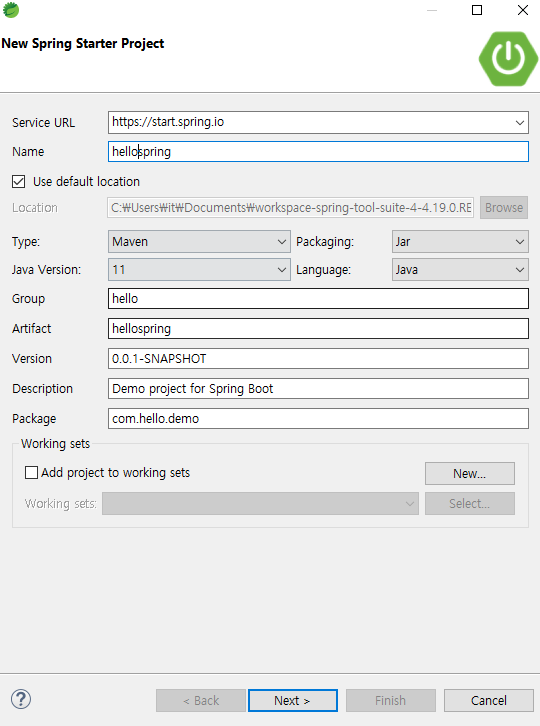 New Spring Starter Project
Service URL https://start.spring.io
Name hellospring
Use default location
Location C:₩Users₩it₩Documents₩workspace-spring-tool-suite-4-4.19.0.RE Browse
Type: Maven Packaging: Jar
Java Version: 11 Language: Java
Group hello
Artifact hellospring
Version 0.0.1-SNAPSHOT
Description Demo project for Spring Boot
Package com.hello.demo
Working sets
Add project to working sets New...
Working sets: Select...
? < Back Next > Finish Cancel